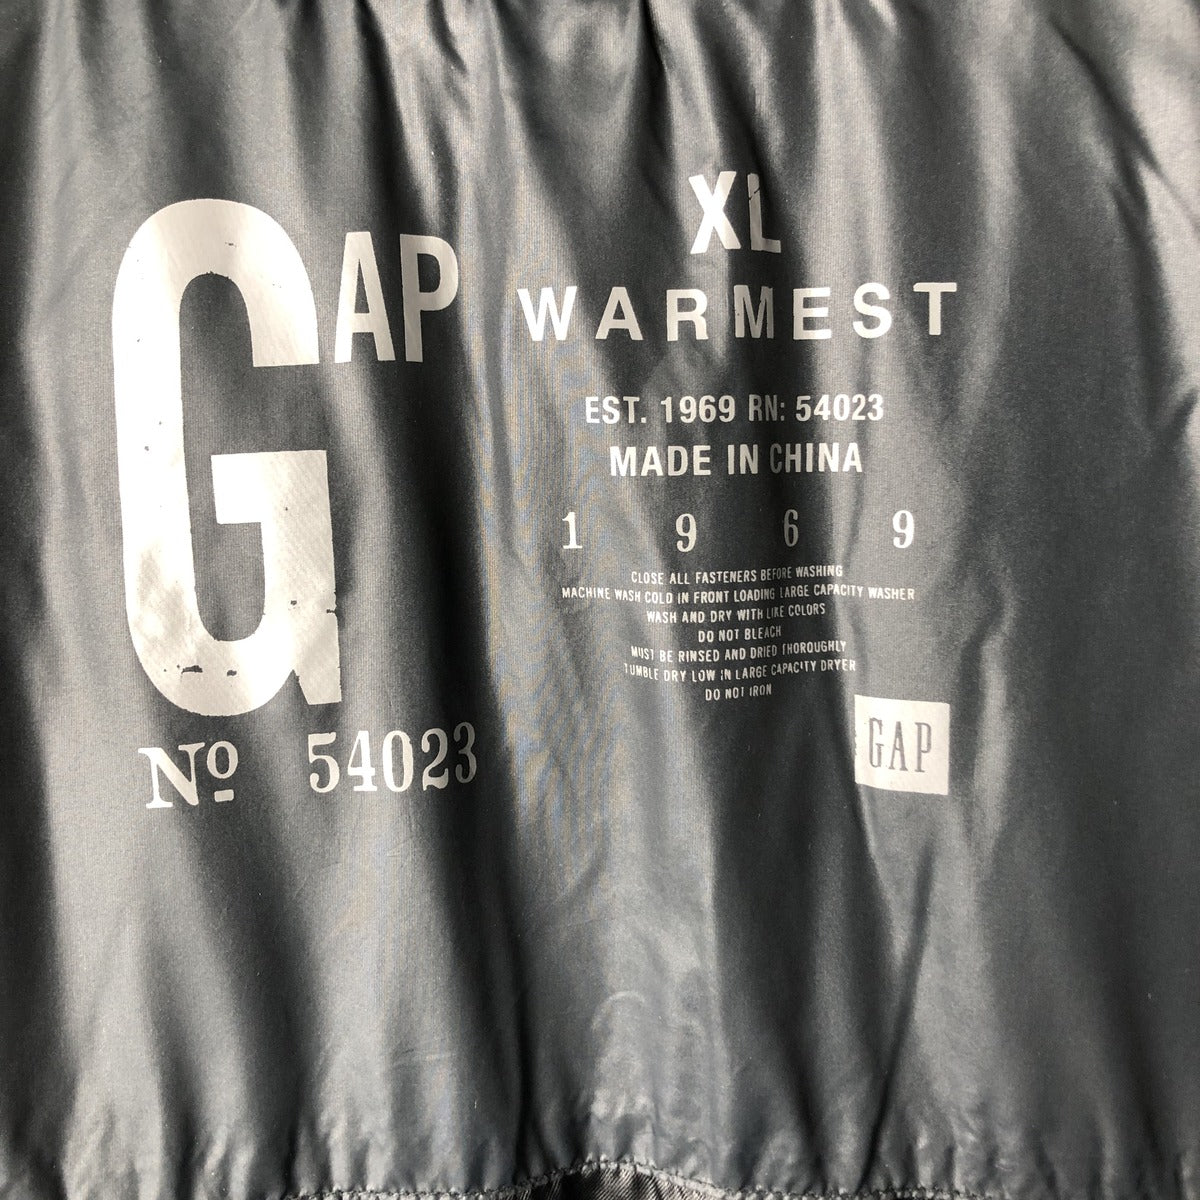 GAP
Nº 54023
XL
WARMEST
EST. 1969 RN: 54023
MADE IN CHINA
1 9 6 9
CLOSE ALL FASTENERS BEFORE WASHING
MACHINE WASH COLD IN FRONT LOADING LARGE CAPACITY WASHER
WASH AND DRY WITH LIKE COLORS
DO NOT BLEACH
MUST BE RINSED AND DRIED THOROUGHLY
TUMBLE DRY LOW IN LARGE CAPACITY DRYER
DO NOT IRON
GAP